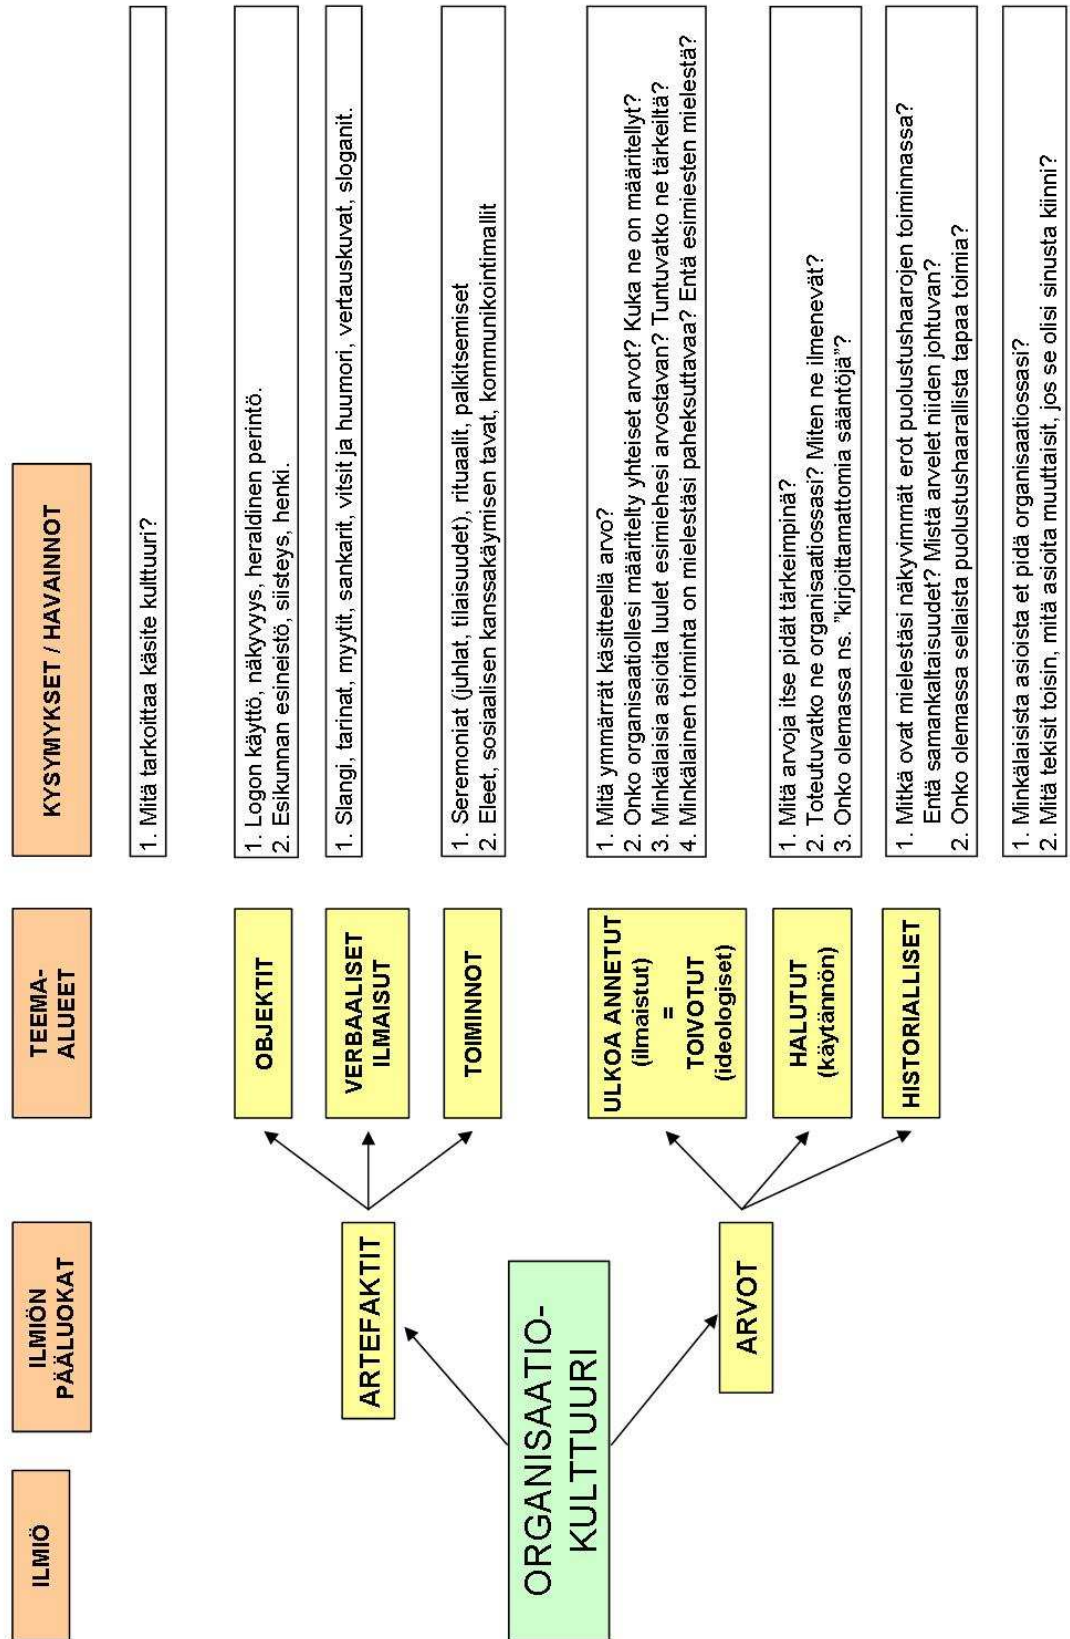 ILMIÖ
ILMIÖN
PÄÄLUOKAT
TEEMA-
ALUEET
KYSYMYKSET / HAVAINNOT
1. Mitä tarkoittaa käsite kulttuuri?
ORGANISAATIO-
KULTTUURI
ARTEFAKTIT
OBJEKTIT
1. Logon käyttö, näkyvyys, heraldinen perintö.
2. Esikunnan esineistö, siisteys, henki.
VERBAALISET
ILMAISUT
1. Slangi, tarinat, myytit, sankarit, vitsit ja huumori, vertauskuvat, sloganit.
TOIMINNOT
1. Seremoniat (juhlat, tilaisuudet), rituaalit, palkitsemiset
2. Eleet, sosiaalisen kanssakäymisen tavat, kommunikointimallit
ARVOT
ULKOA ANNETUT
(ilmaistut)
=
TOIVOTUT
(ideologiset)
1. Mitä ymmärrät käsitteellä arvo?
2. Onko organisaatiollesi määritelty yhteiset arvot? Kuka ne on määritellyt?
3. Minkälaisia asioita luulet esimiehesi arvostavan? Tuntuvatko ne tärkeiltä?
4. Minkälainen toiminta on mielestäsi paheksuttavaa? Entä esimiesten mielestä?
HALUTUT
(käytännön)
1. Mitä arvoja itse pidät tärkeimpinä?
2. Toteutuvatko ne organisaatiossasi? Miten ne ilmenevät?
3. Onko olemassa ns. ”kirjoittamattomia sääntöjä”?
HISTORIALLISET
1. Mitkä ovat mielestäsi näkyvimmät erot puolustushaarojen toiminnassa?
Entä samankaltaisuudet? Mistä arvelet niiden johtuvan?
2. Onko olemassa selaista puolustushaarallista tapaa toimia?
1. Minkälaisista asioista et pidä organisaatiossasi?
2. Mitä tekisit toisin, mitä asioita muuttaisit, jos se olisi sinusta kiinni?